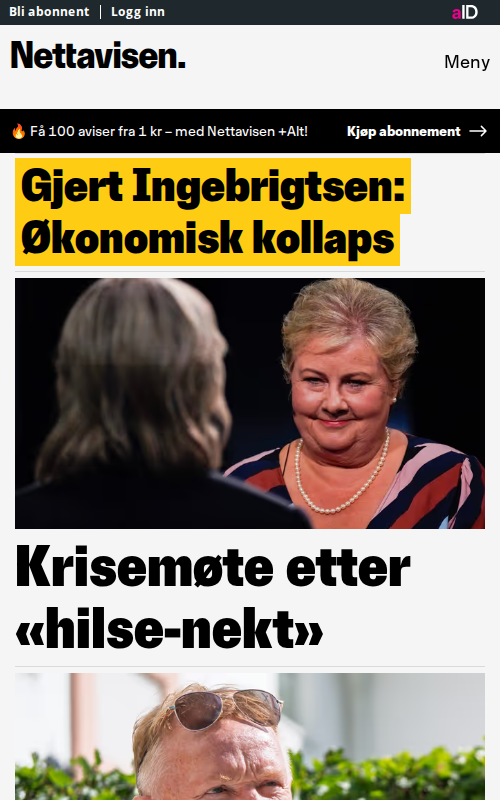 Bli abonnent | Logg inn
aID
Nettavisen.
Meny
🔥 Få 100 aviser fra 1 kr – med Nettavisen +Alt!
Kjøp abonnement →
Gjert Ingebrigtsen:
Økonomisk kollaps
Krisemøte etter
«hilse-nekt»